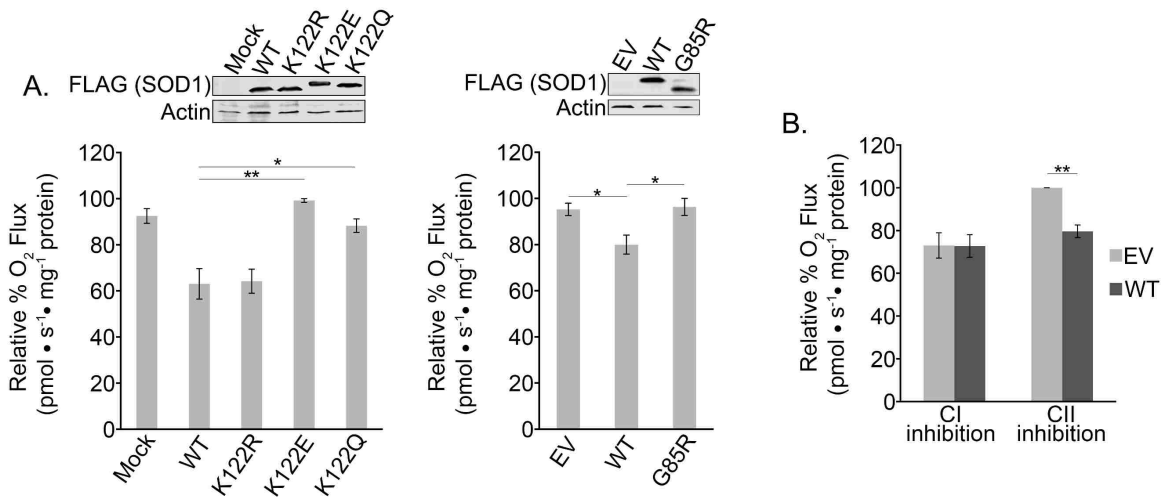 A.
Mock
WT
K122R
K122E
K122Q
FLAG (SOD1)
Actin
120
100
80
60
40
20
0
Relative % O₂ Flux
(pmol • s⁻¹• mg⁻¹ protein)
*
**
Mock
WT
K122R
K122E
K122Q
EV
WT
G85R
FLAG (SOD1)
Actin
120
100
80
60
40
20
0
Relative % O₂ Flux
(pmol • s⁻¹• mg⁻¹ protein)
*
*
EV
WT
G85R
B.
120
100
80
60
40
20
0
Relative % O₂ Flux
(pmol • s⁻¹• mg⁻¹ protein)
**
EV
WT
CI
inhibition
CII
inhibition